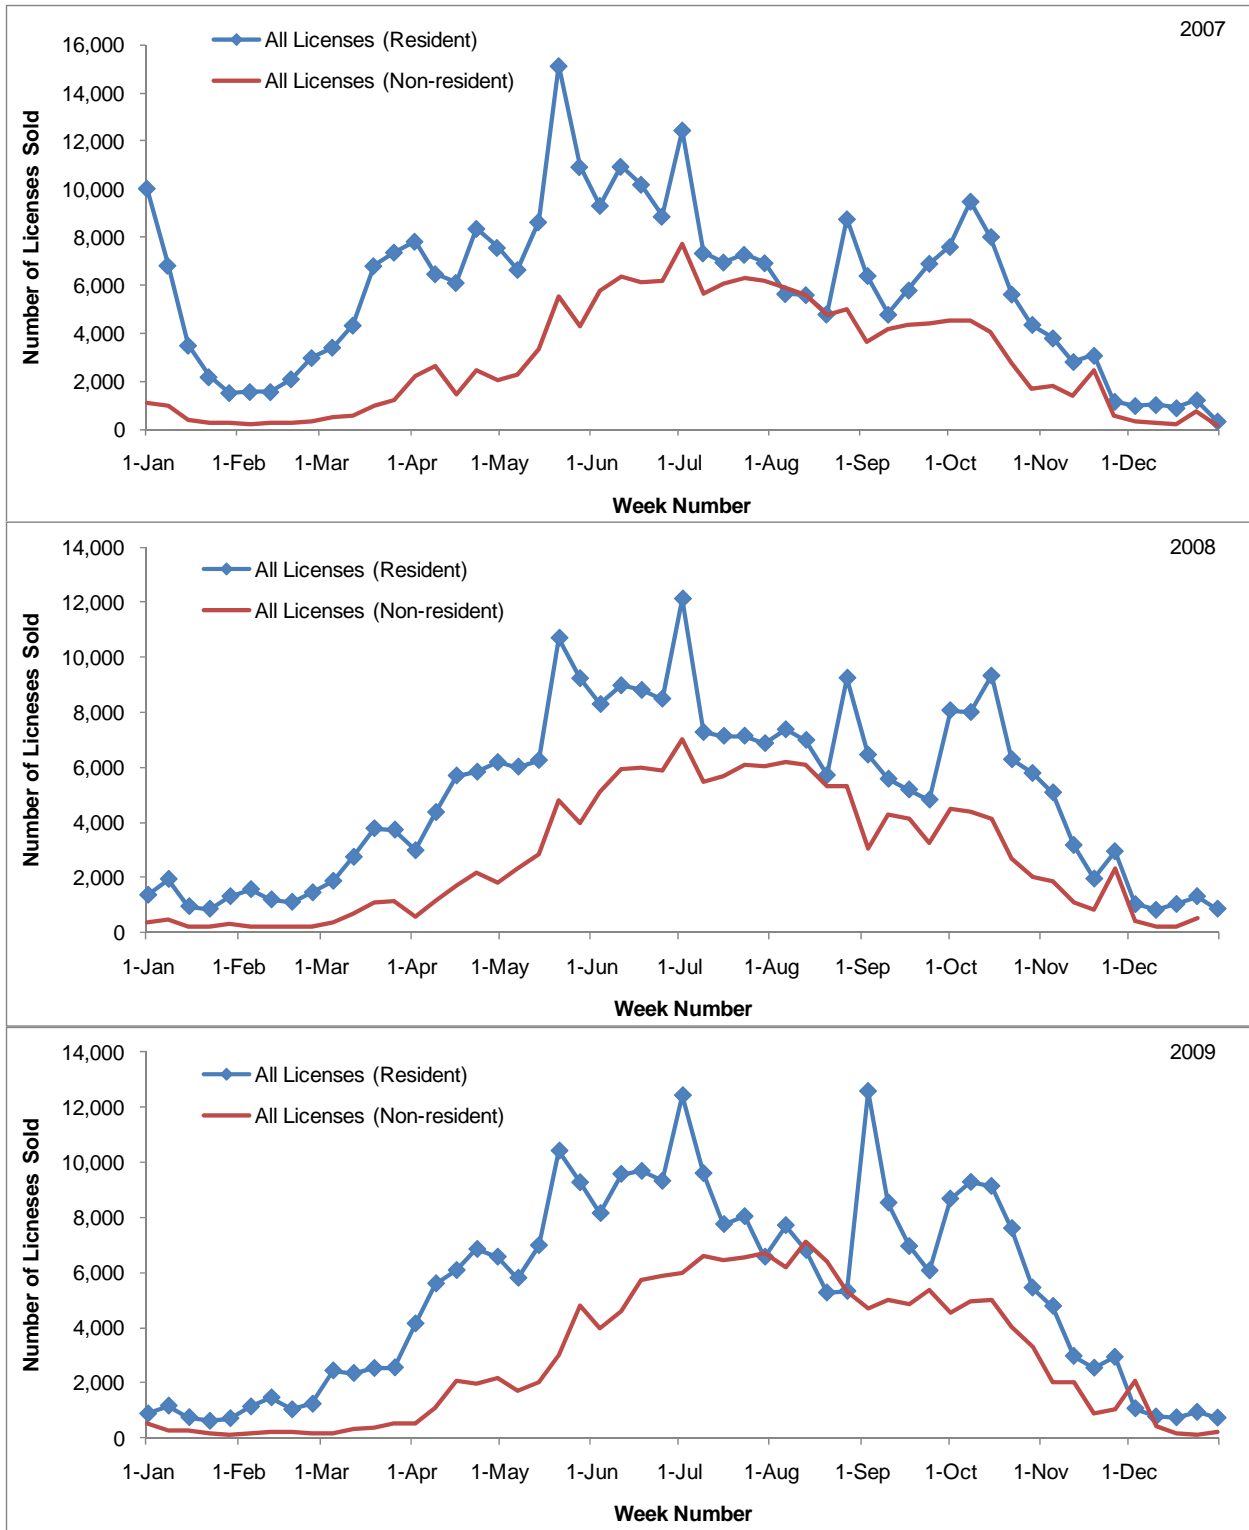 2007
All Licenses (Resident)
All Licenses (Non-resident)
Number of Licenses Sold
16,000
14,000
12,000
10,000
8,000
6,000
4,000
2,000
0
1-Jan 1-Feb 1-Mar 1-Apr 1-May 1-Jun 1-Jul 1-Aug 1-Sep 1-Oct 1-Nov 1-Dec
Week Number
2008
All Licenses (Resident)
All Licenses (Non-resident)
Number of Licneses Sold
14,000
12,000
10,000
8,000
6,000
4,000
2,000
0
1-Jan 1-Feb 1-Mar 1-Apr 1-May 1-Jun 1-Jul 1-Aug 1-Sep 1-Oct 1-Nov 1-Dec
Week Number
2009
All Licenses (Resident)
All Licenses (Non-resident)
Number of Licneses Sold
14,000
12,000
10,000
8,000
6,000
4,000
2,000
0
1-Jan 1-Feb 1-Mar 1-Apr 1-May 1-Jun 1-Jul 1-Aug 1-Sep 1-Oct 1-Nov 1-Dec
Week Number